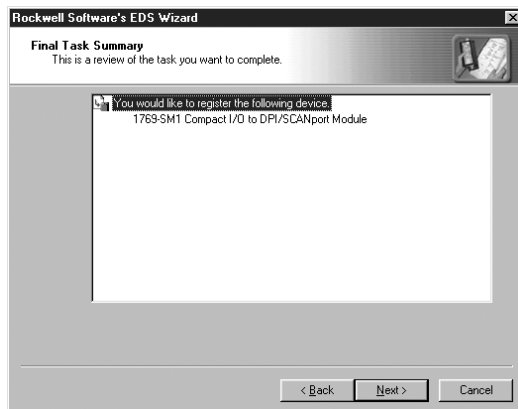 Rockwell Software's EDS Wizard
Final Task Summary
This is a review of the task you want to complete.
You would like to register the following device.
1769-SM1 Compact I/O to DPI/SCANport Module
< Back
Next >
Cancel